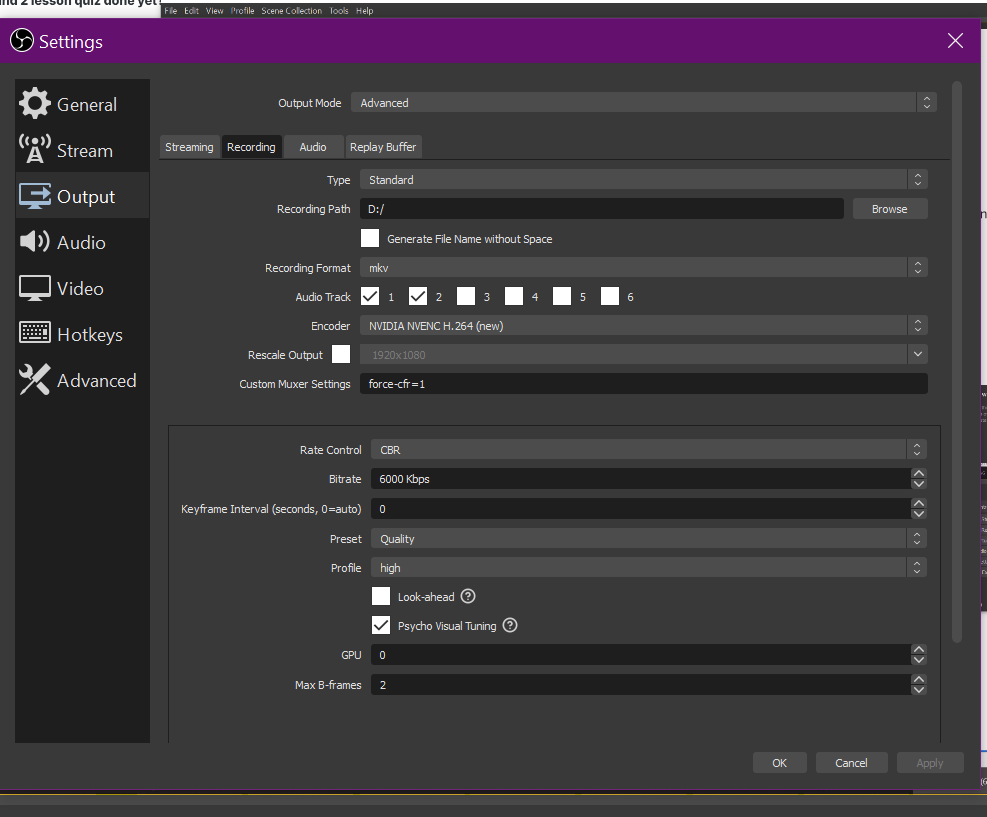 nd 2 lesson quiz done yet?
File Edit View Profile Scene Collection Tools Help
Settings
General
Stream
Output
Audio
Video
Hotkeys
Advanced
Output Mode Advanced
Streaming Recording Audio Replay Buffer
Type Standard
Recording Path D:/ Browse
Generate File Name without Space
Recording Format mkv
Audio Track 1 2 3 4 5 6
Encoder NVIDIA NVENC H.264 (new)
Rescale Output 1920x1080
Custom Muxer Settings force-cfr=1
Rate Control CBR
Bitrate 6000 Kbps
Keyframe Interval (seconds, 0=auto) 0
Preset Quality
Profile high
Look-ahead ?
Psycho Visual Tuning ?
GPU 0
Max B-frames 2
OK Cancel Apply